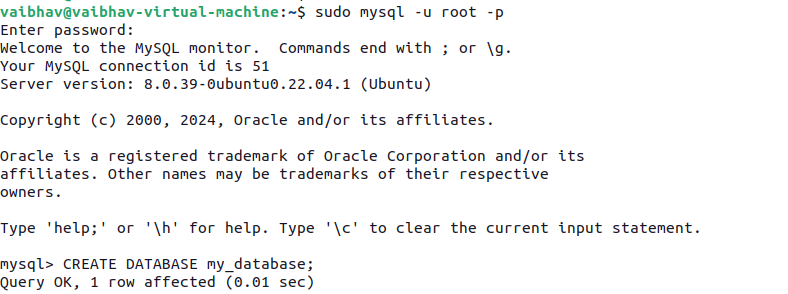 vaibhav@vaibhav-virtual-machine:~$ sudo mysql -u root -p
Enter password:
Welcome to the MySQL monitor.  Commands end with ; or \g.
Your MySQL connection id is 51
Server version: 8.0.39-0ubuntu0.22.04.1 (Ubuntu)

Copyright (c) 2000, 2024, Oracle and/or its affiliates.

Oracle is a registered trademark of Oracle Corporation and/or its
affiliates. Other names may be trademarks of their respective
owners.

Type 'help;' or '\h' for help. Type '\c' to clear the current input statement.

mysql> CREATE DATABASE my_database;
Query OK, 1 row affected (0.01 sec)